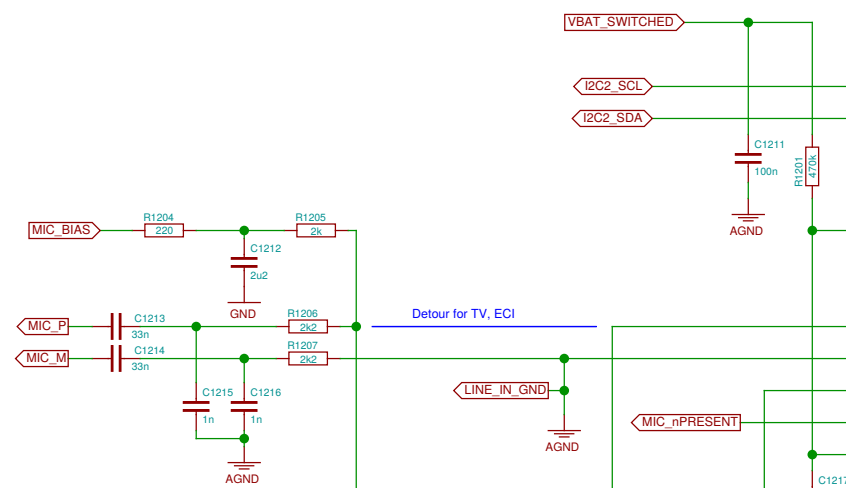 VBAT_SWITCHED
I2C2_SCL
I2C2_SDA
C1211
100n
R1201
470k
AGND
MIC_BIAS
R1204
220
R1205
2k
C1212
2u2
GND
MIC_P
C1213
33n
R1206
2k2
Detour for TV, ECI
MIC_M
C1214
33n
R1207
2k2
C1215
1n
C1216
1n
LINE_IN_GND
AGND
MIC_nPRESENT
AGND
C1217